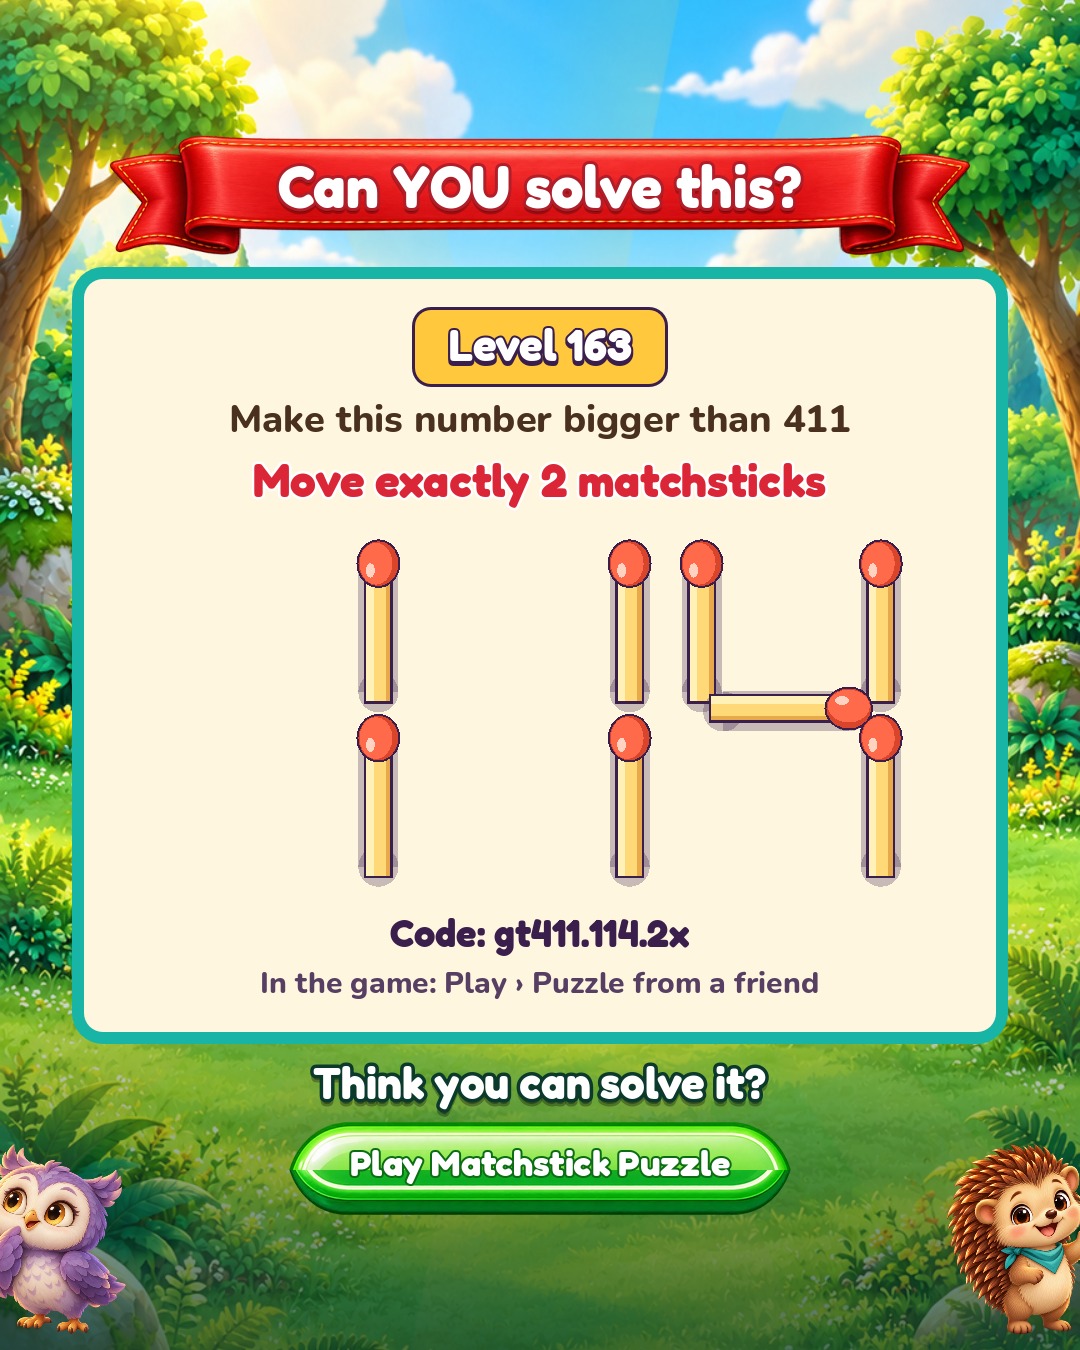 Can YOU solve this?
Level 163
Make this number bigger than 411
Move exactly 2 matchsticks
114
Code: gt411.114.2x
In the game: Play › Puzzle from a friend
Think you can solve it?
Play Matchstick Puzzle